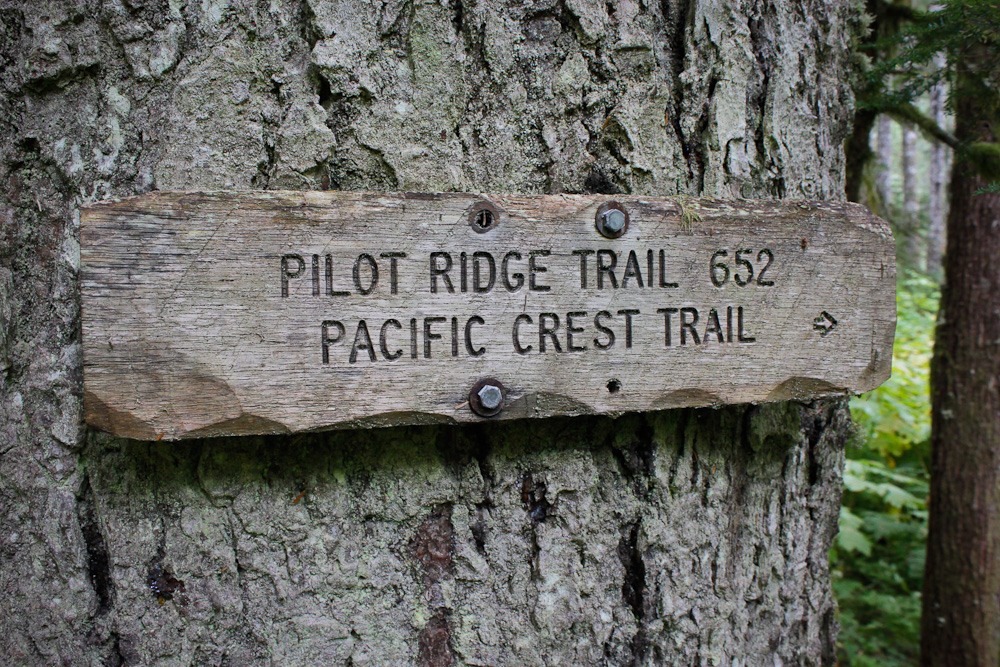 PILOT RIDGE TRAIL 652
PACIFIC CREST TRAIL →